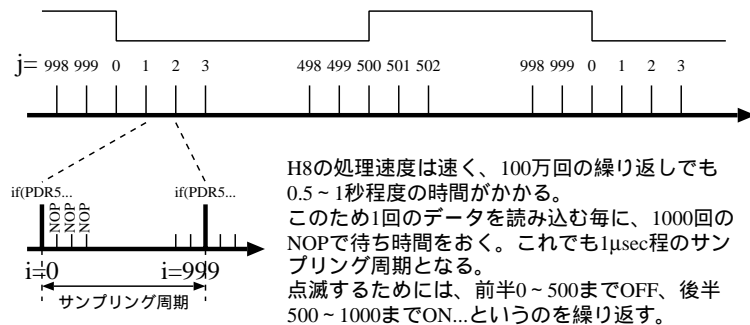 j= 998 999 0 1 2 3 498 499 500 501 502 998 999 0 1 2 3
if(PDR5... if(PDR5...
NOP NOP NOP
i=0 i=999
サンプリング周期
H8の処理速度は速く、100万回の繰り返しでも
0.5~1秒程度の時間がかかる。
このため1回のデータを読み込む毎に、1000回の
NOPで待ち時間をおく。これでも1μsec程のサン
プリング周期となる。
点滅するためには、前半0~500までOFF、後半
500~1000までON...というのを繰り返す。